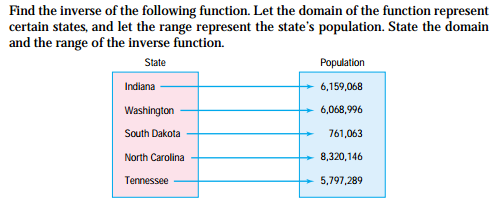 Find the inverse of the following function. Let the domain of the function represent
certain states, and let the range represent the state’s population. State the domain
and the range of the inverse function.
State Population
Indiana 6,159,068
Washington 6,068,996
South Dakota 761,063
North Carolina 8,320,146
Tennessee 5,797,289